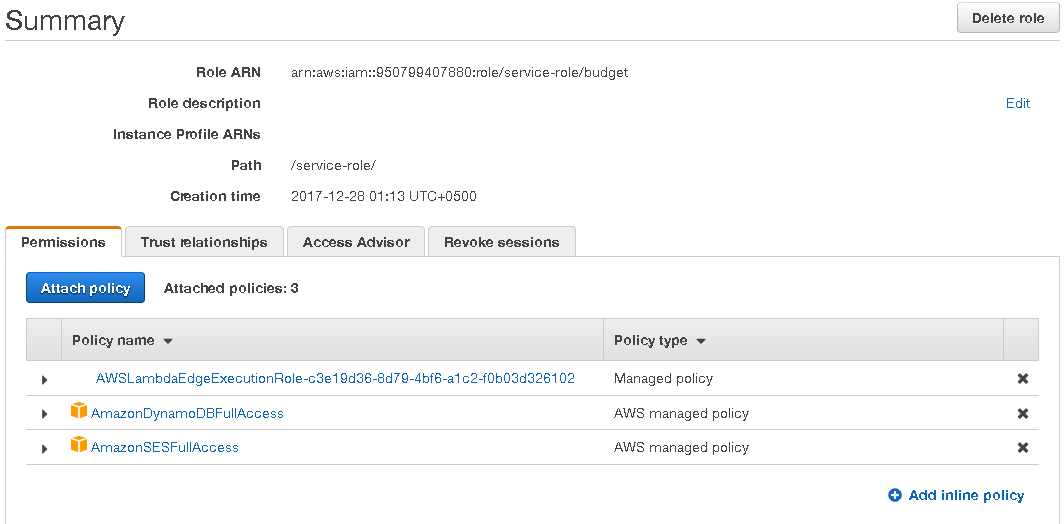 Summary
Delete role
Role ARN arn:aws:iam::950799407880:role/service-role/budget
Role description Edit
Instance Profile ARNs
Path /service-role/
Creation time 2017-12-28 01:13 UTC+0500
Permissions Trust relationships Access Advisor Revoke sessions
Attach policy Attached policies: 3
Policy name Policy type
AWSLambdaEdgeExecutionRole-c3e19d36-8d79-4bf6-a1c2-f0b03d326102 Managed policy
AmazonDynamoDBFullAccess AWS managed policy
AmazonSESFullAccess AWS managed policy
Add inline policy